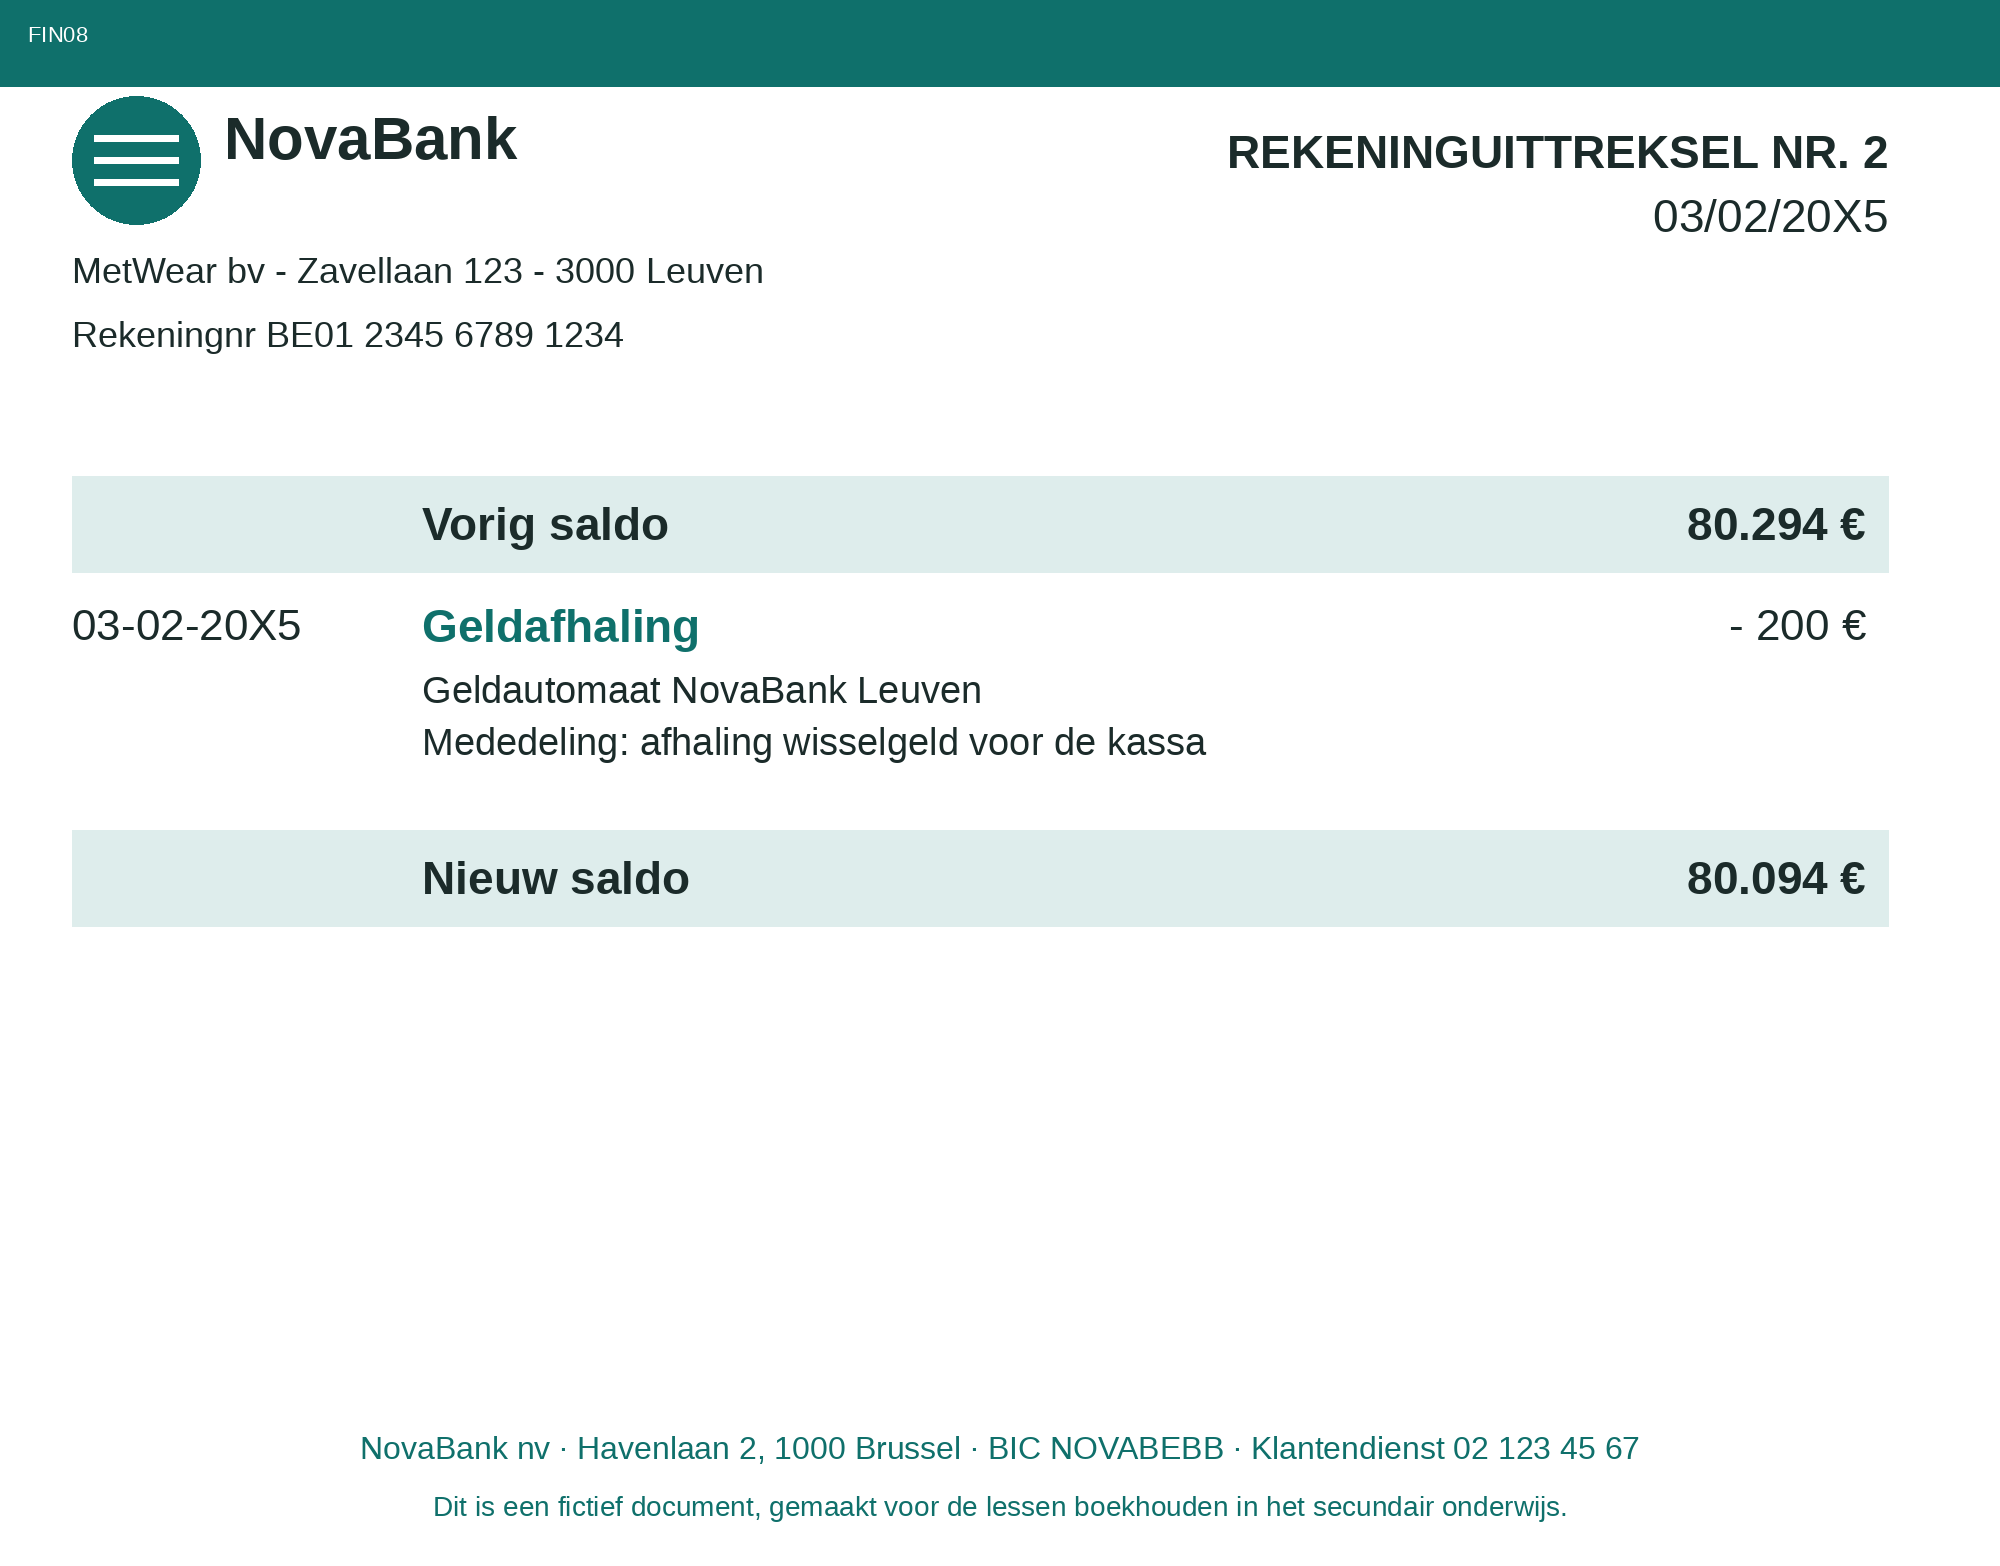 FIN08
NovaBank
REKENINGUITTREKSEL NR. 2
03/02/20X5
MetWear bv - Zavellaan 123 - 3000 Leuven
Rekeningnr BE01 2345 6789 1234
Vorig saldo 80.294 €
03-02-20X5 Geldafhaling - 200 €
Geldautomaat NovaBank Leuven
Mededeling: afhaling wisselgeld voor de kassa
Nieuw saldo 80.094 €
NovaBank nv · Havenlaan 2, 1000 Brussel · BIC NOVABEBB · Klantendienst 02 123 45 67
Dit is een fictief document, gemaakt voor de lessen boekhouden in het secundair onderwijs.